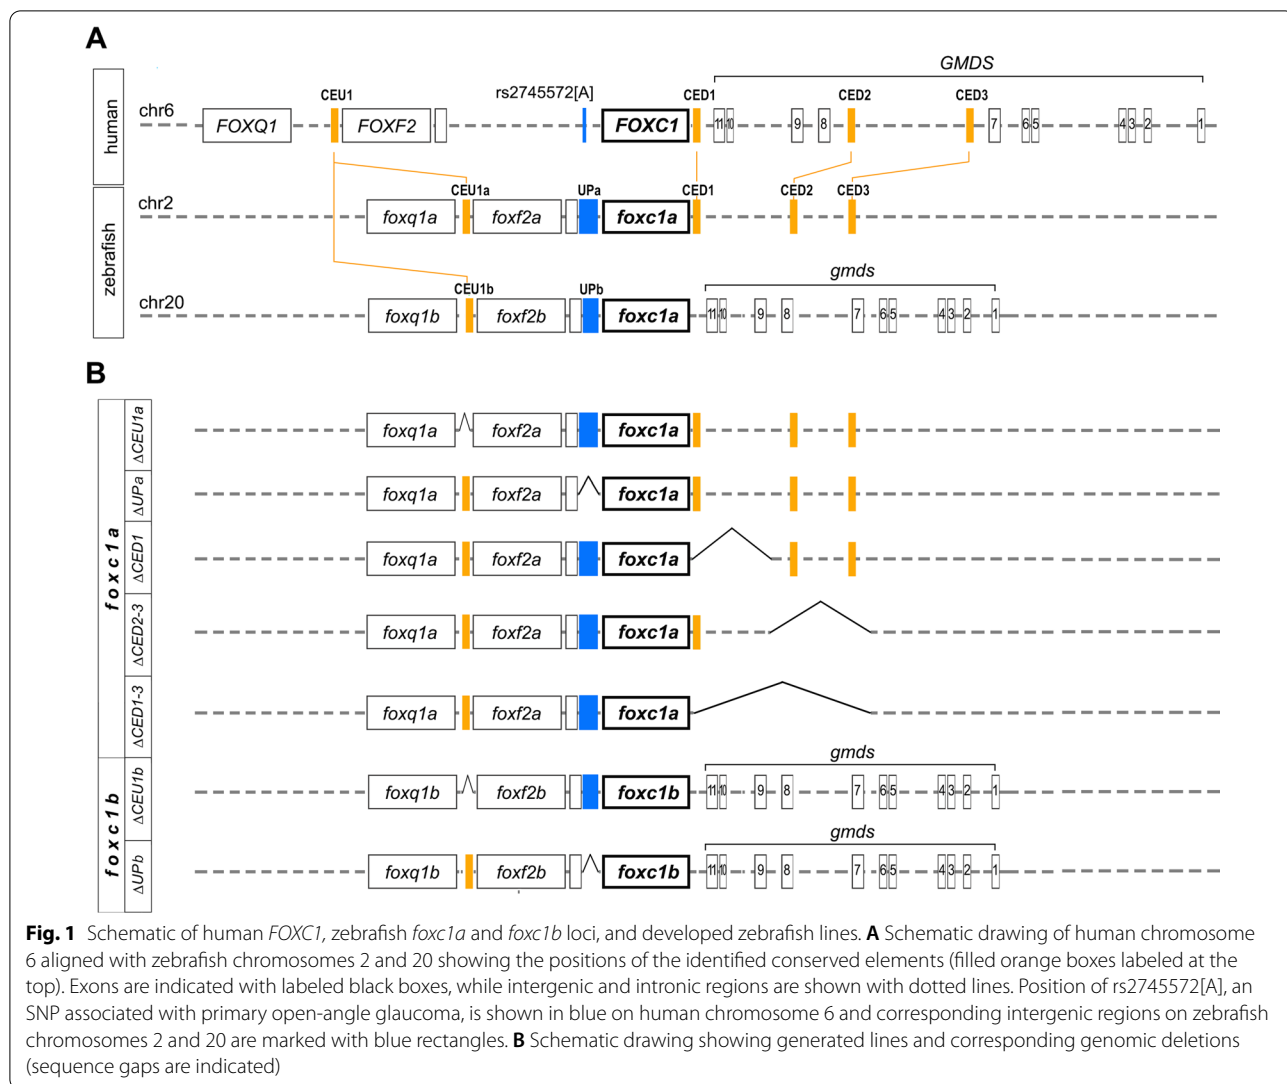 A
GMDS
human
chr6
FOXQ1
CEU1
FOXF2
rs2745572[A]
FOXC1
CED1
11 10 9 8
CED2
CED3
7 6 5 4 3 2 1
zebrafish
chr2
foxq1a
CEU1a
foxf2a
UPa
foxc1a
CED1
CED2
CED3
gmds
chr20
foxq1b
CEU1b
foxf2b
UPb
foxc1a
11 10 9 8 7 6 5 4 3 2 1
B
foxc1a
ΔCEU1a
foxq1a foxf2a foxc1a
ΔUPa
foxq1a foxf2a foxc1a
ΔCED1
foxq1a foxf2a foxc1a
ΔCED2-3
foxq1a foxf2a foxc1a
ΔCED1-3
foxq1a foxf2a foxc1a
foxc1b
gmds
ΔCEU1b
foxq1b foxf2b foxc1b 11 10 9 8 7 6 5 4 3 2 1
gmds
ΔUPb
foxq1b foxf2b foxc1b 11 10 9 8 7 6 5 4 3 2 1
Fig. 1 Schematic of human FOXC1, zebrafish foxc1a and foxc1b loci, and developed zebrafish lines. A Schematic drawing of human chromosome
6 aligned with zebrafish chromosomes 2 and 20 showing the positions of the identified conserved elements (filled orange boxes labeled at the
top). Exons are indicated with labeled black boxes, while intergenic and intronic regions are shown with dotted lines. Position of rs2745572[A], an
SNP associated with primary open-angle glaucoma, is shown in blue on human chromosome 6 and corresponding intergenic regions on zebrafish
chromosomes 2 and 20 are marked with blue rectangles. B Schematic drawing showing generated lines and corresponding genomic deletions
(sequence gaps are indicated)